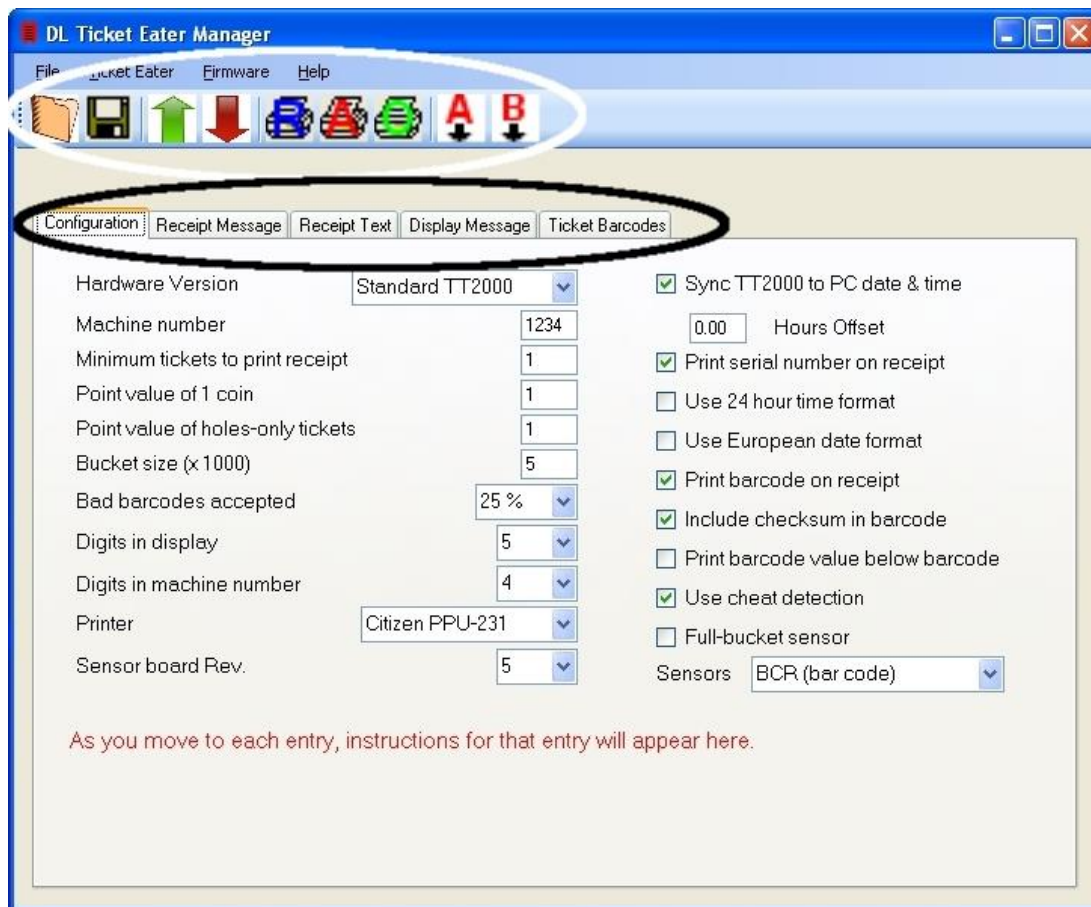 DL Ticket Eater Manager
File Ticket Eater Firmware Help
R A A B
Configuration Receipt Message Receipt Text Display Message Ticket Barcodes
Hardware Version Standard TT2000
Machine number 1234
Minimum tickets to print receipt 1
Point value of 1 coin 1
Point value of holes-only tickets 1
Bucket size (x 1000) 5
Bad barcodes accepted 25 %
Digits in display 5
Digits in machine number 4
Printer Citizen PPU-231
Sensor board Rev. 5
Sync TT2000 to PC date & time
0.00 Hours Offset
Print serial number on receipt
Use 24 hour time format
Use European date format
Print barcode on receipt
Include checksum in barcode
Print barcode value below barcode
Use cheat detection
Full-bucket sensor
Sensors BCR (bar code)
As you move to each entry, instructions for that entry will appear here.